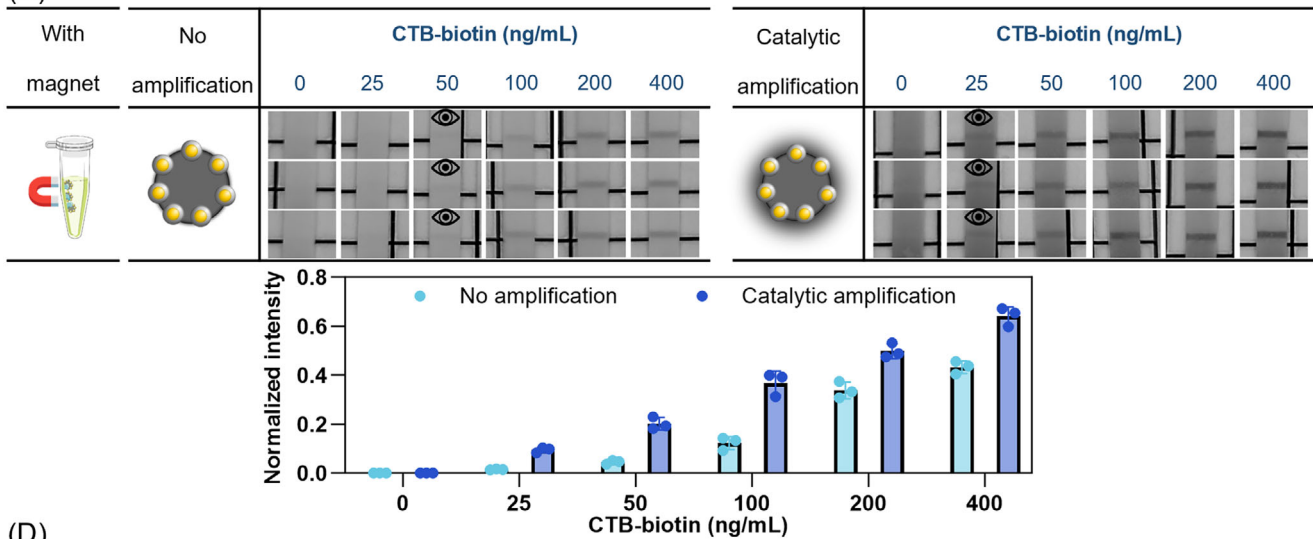 With magnet
No amplification
CTB-biotin (ng/mL)
0 25 50 100 200 400
Catalytic amplification
CTB-biotin (ng/mL)
0 25 50 100 200 400
Normalized intensity
0.8
0.6
0.4
0.2
0.0
No amplification
Catalytic amplification
0 25 50 100 200 400
CTB-biotin (ng/mL)
(D)